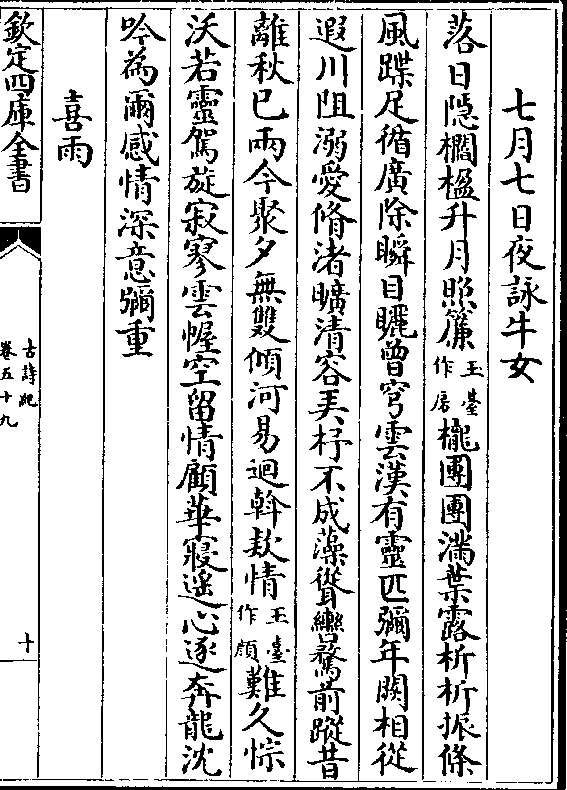 七月七日夜詠牛女
落日隠櫩楹升月照簾玉臺作房櫳團團滿葉露析析振條
風蹀足循廣除瞬目矖曽穹雲漢有靈匹彌年闕相從
遐川阻溺愛脩渚曠清容弄杼不成藻聳轡鶩前蹤昔
離秋已兩今聚夕無雙傾河易迴斡欵情玉臺作顔難久悰
沃若靈駕旋寂寥雲幄空留情顧華寢遥心逐奔龍沈
吟為爾感情深意彌重
喜雨
欽定四庫全書
古詩紀
卷五十九
十